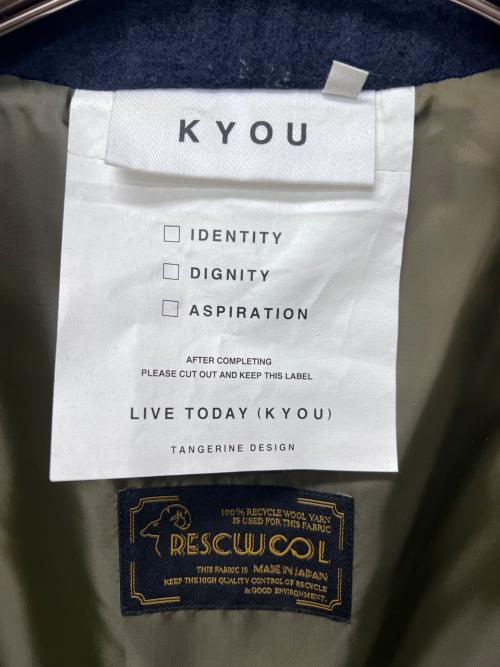 KYOU
☐ IDENTITY
☐ DIGNITY
☐ ASPIRATION
AFTER COMPLETING
PLEASE CUT OUT AND KEEP THIS LABEL
LIVE TODAY (KYOU)
TANGERINE DESIGN
100% RECYCLE WOOL YARN
IS USED FOR THIS FABRIC
RESCWOOL
THIS FABRIC IS MADE IN JAPAN
KEEP THE HIGH QUALITY CONTROL OF RECYCLE
& GOOD ENVIRONMENT.